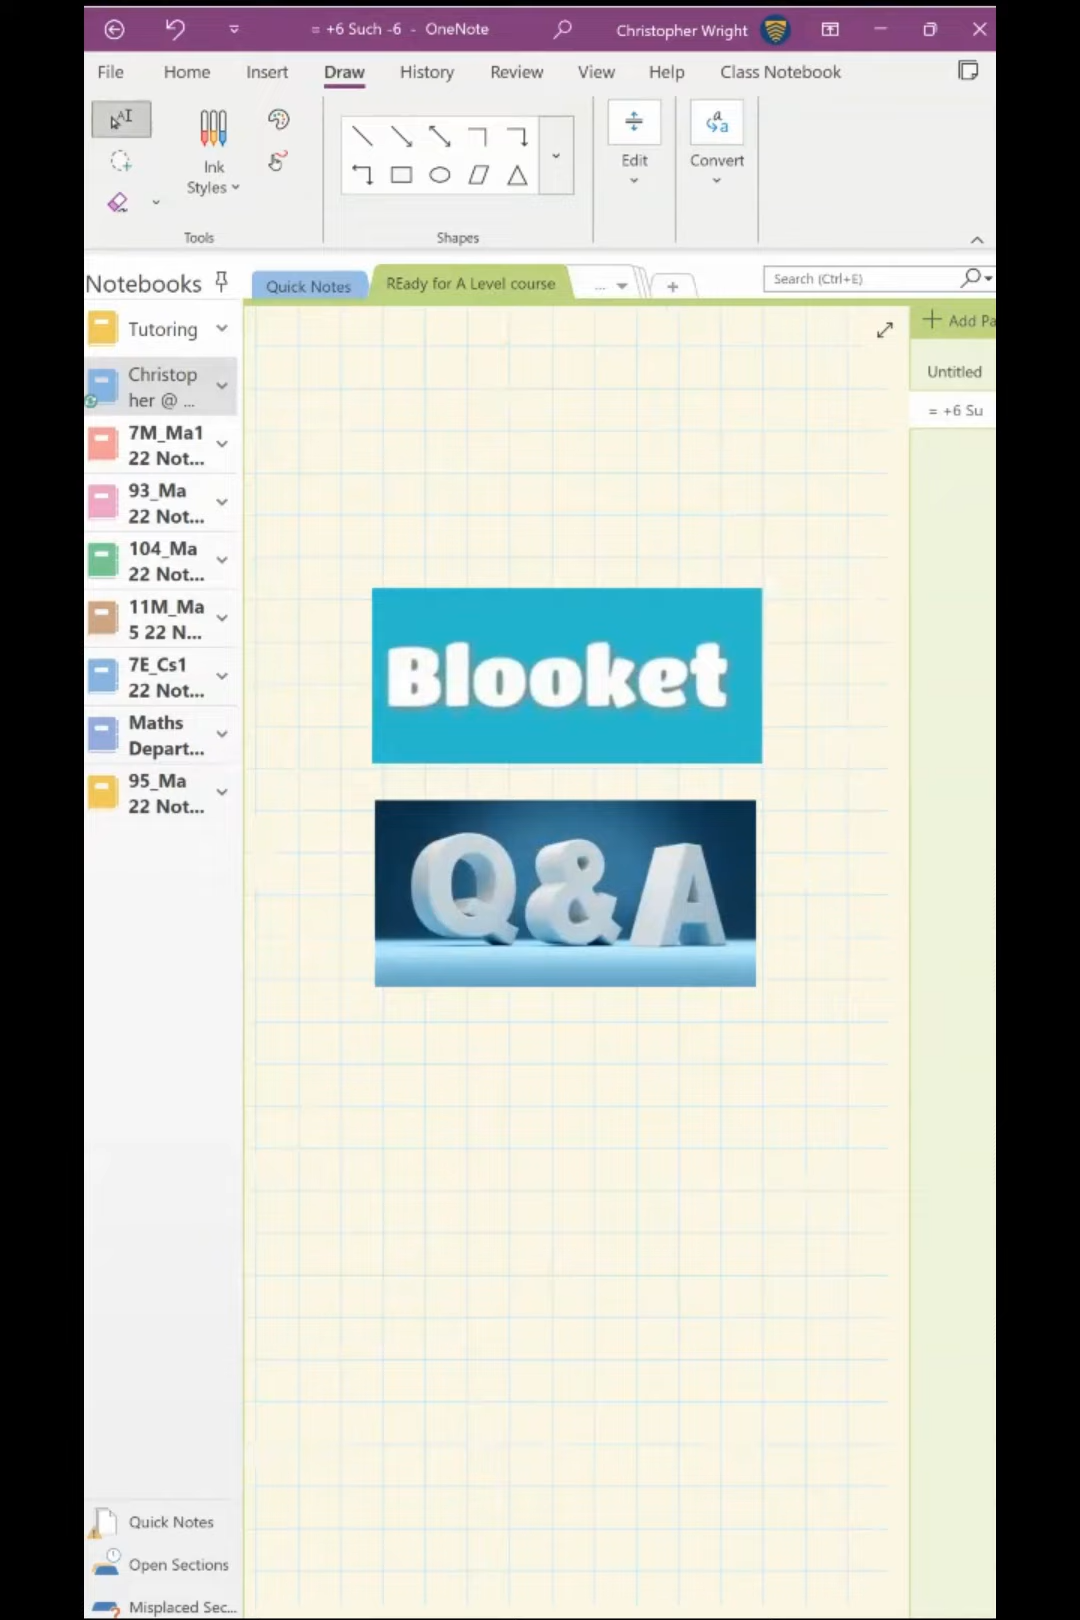 = +6 Such -6 - OneNote
Christopher Wright
File Home Insert Draw History Review View Help Class Notebook
Ink
Styles
Edit
Convert
Tools
Shapes
Notebooks
Quick Notes
REady for A Level course
...
Search (Ctrl+E)
Tutoring
Christop
her @ ...
7M_Ma1
22 Not...
93_Ma
22 Not...
104_Ma
22 Not...
11M_Ma
5 22 N...
7E_Cs1
22 Not...
Maths
Depart...
95_Ma
22 Not...
Add Pa
Untitled
= +6 Su
Blooket
Q&A
Quick Notes
Open Sections
Misplaced Sec...